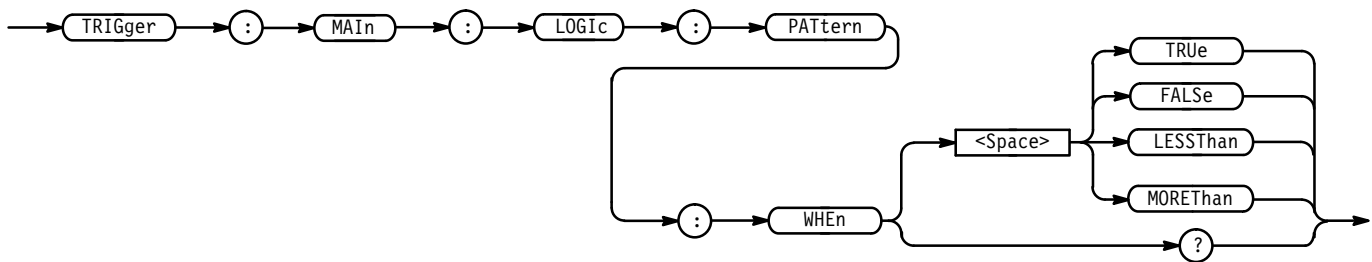 TRIGger : MAIn : LOGIc : PATtern
TRUe
FALSe
<Space> LESSThan
MOREThan
: WHEn
?